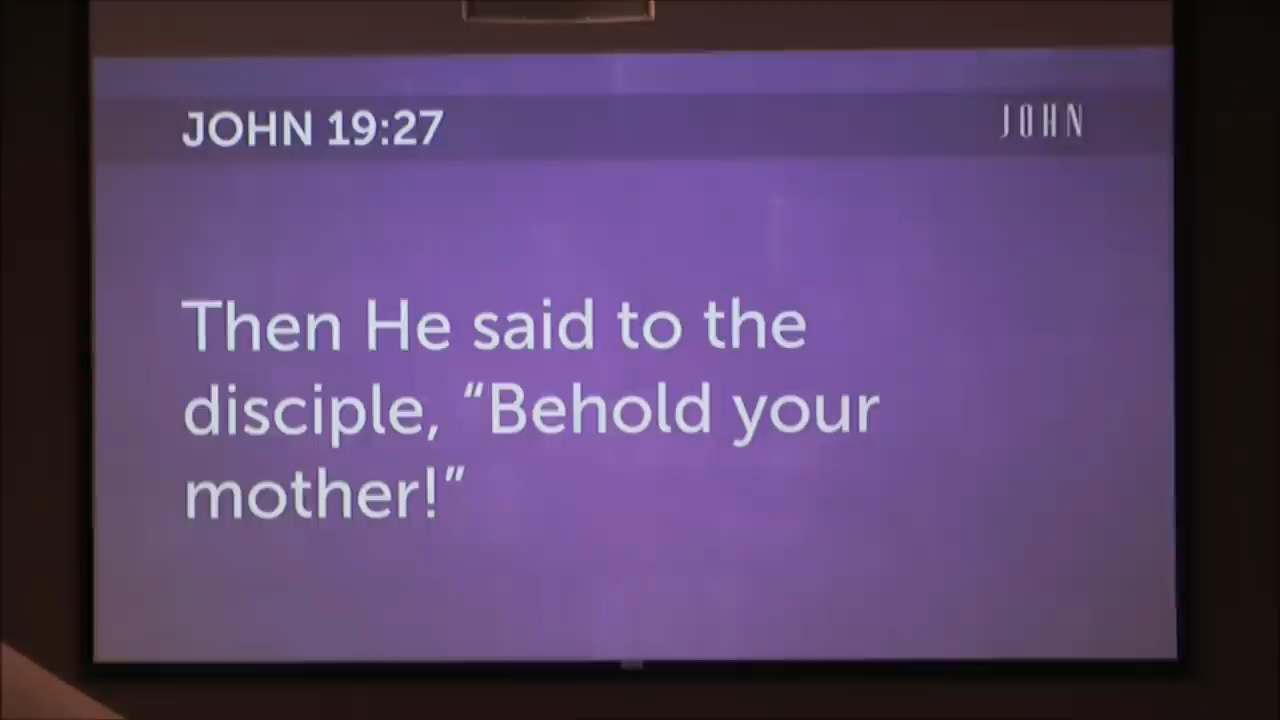 JOHN 19:27
JOHN
Then He said to the
disciple, “Behold your
mother!”